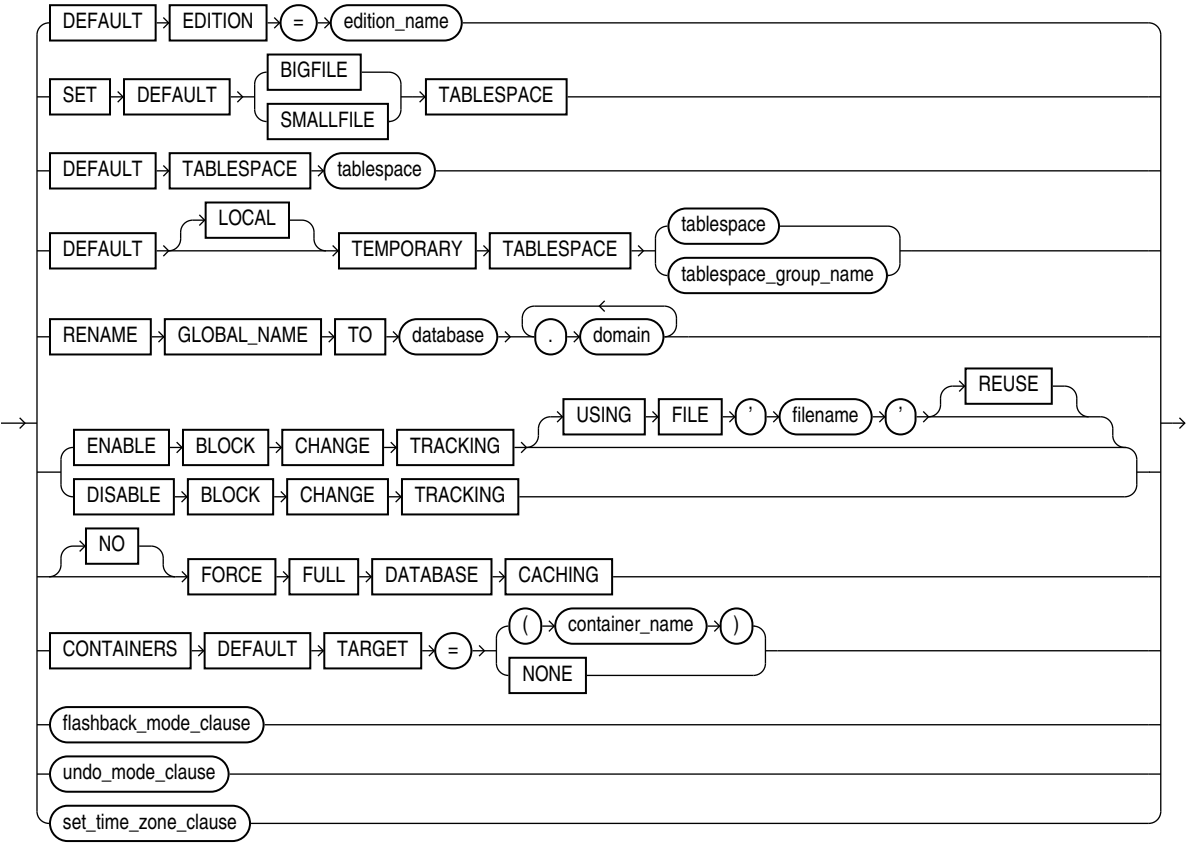 DEFAULT EDITION = edition_name
BIGFILE
SET DEFAULT TABLESPACE
SMALLFILE
DEFAULT TABLESPACE tablespace
LOCAL
tablespace
DEFAULT TEMPORARY TABLESPACE
tablespace_group_name
RENAME GLOBAL_NAME TO database . domain
REUSE
USING FILE ' filename '
ENABLE BLOCK CHANGE TRACKING
DISABLE BLOCK CHANGE TRACKING
NO
FORCE FULL DATABASE CACHING
( container_name )
CONTAINERS DEFAULT TARGET =
NONE
flashback_mode_clause
undo_mode_clause
set_time_zone_clause